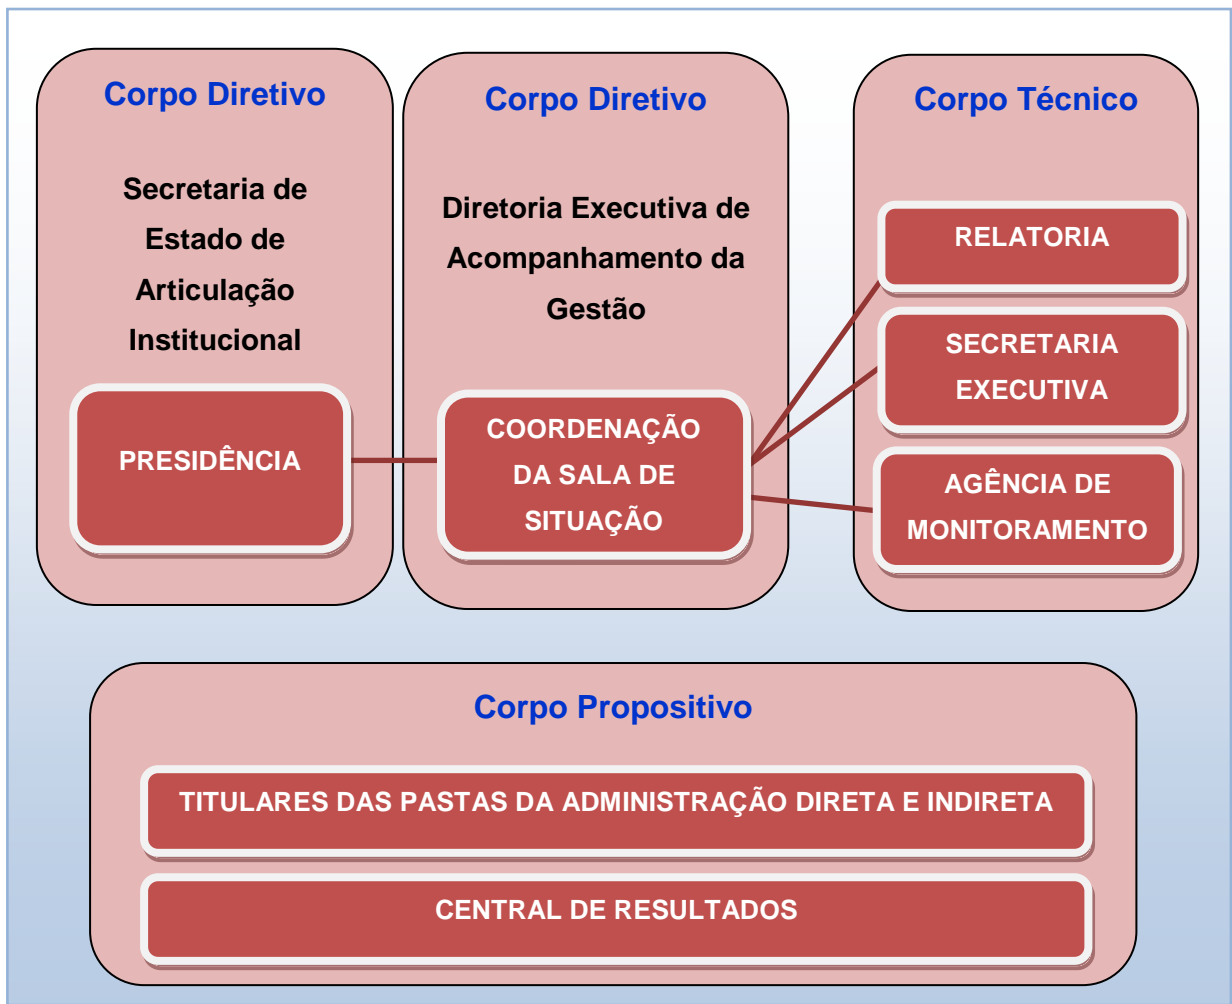 Corpo Diretivo
Secretaria de
Estado de
Articulação
Institucional
PRESIDÊNCIA
Corpo Diretivo
Diretoria Executiva de
Acompanhamento da
Gestão
COORDENAÇÃO
DA SALA DE
SITUAÇÃO
Corpo Técnico
RELATORIA
SECRETARIA
EXECUTIVA
AGÊNCIA DE
MONITORAMENTO
Corpo Propositivo
TITULARES DAS PASTAS DA ADMINISTRAÇÃO DIRETA E INDIRETA
CENTRAL DE RESULTADOS